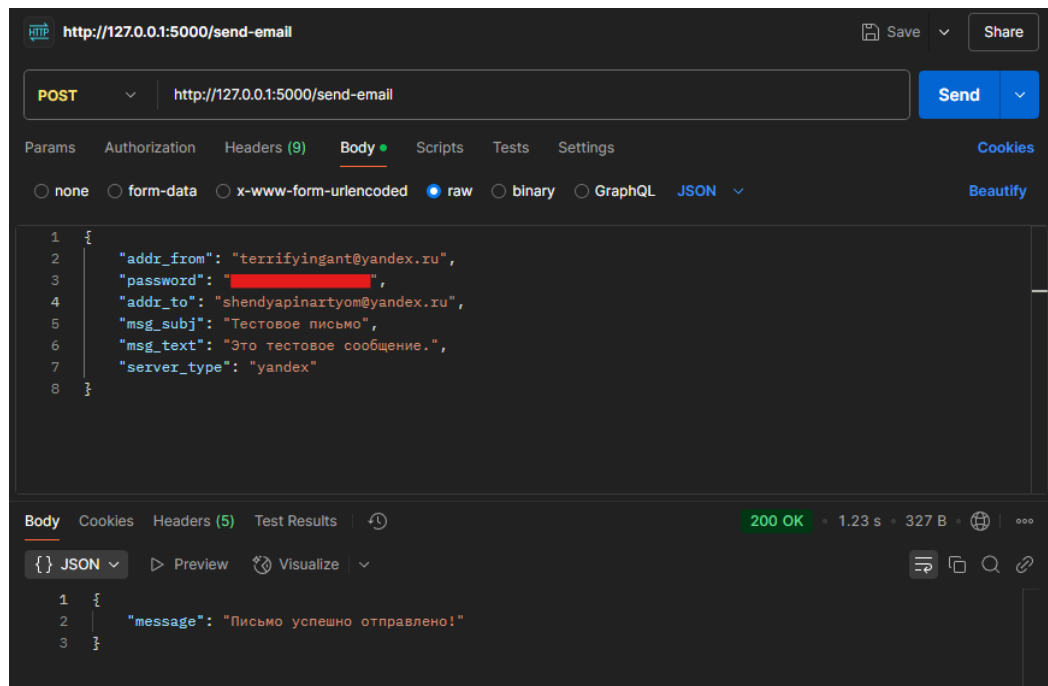 HTTP http://127.0.0.1:5000/send-email Save Share
POST http://127.0.0.1:5000/send-email Send
Params Authorization Headers (9) Body Scripts Tests Settings Cookies
none form-data x-www-form-urlencoded raw binary GraphQL JSON Beautify
1 {
2 "addr_from": "terrifyingant@yandex.ru",
3 "password": "",
4 "addr_to": "shendyapinartyom@yandex.ru",
5 "msg_subj": "Тестовое письмо",
6 "msg_text": "Это тестовое сообщение.",
7 "server_type": "yandex"
8 }
Body Cookies Headers (5) Test Results 200 OK • 1.23 s • 327 B •
{} JSON Preview Visualize
1 {
2 "message": "Письмо успешно отправлено!"
3 }